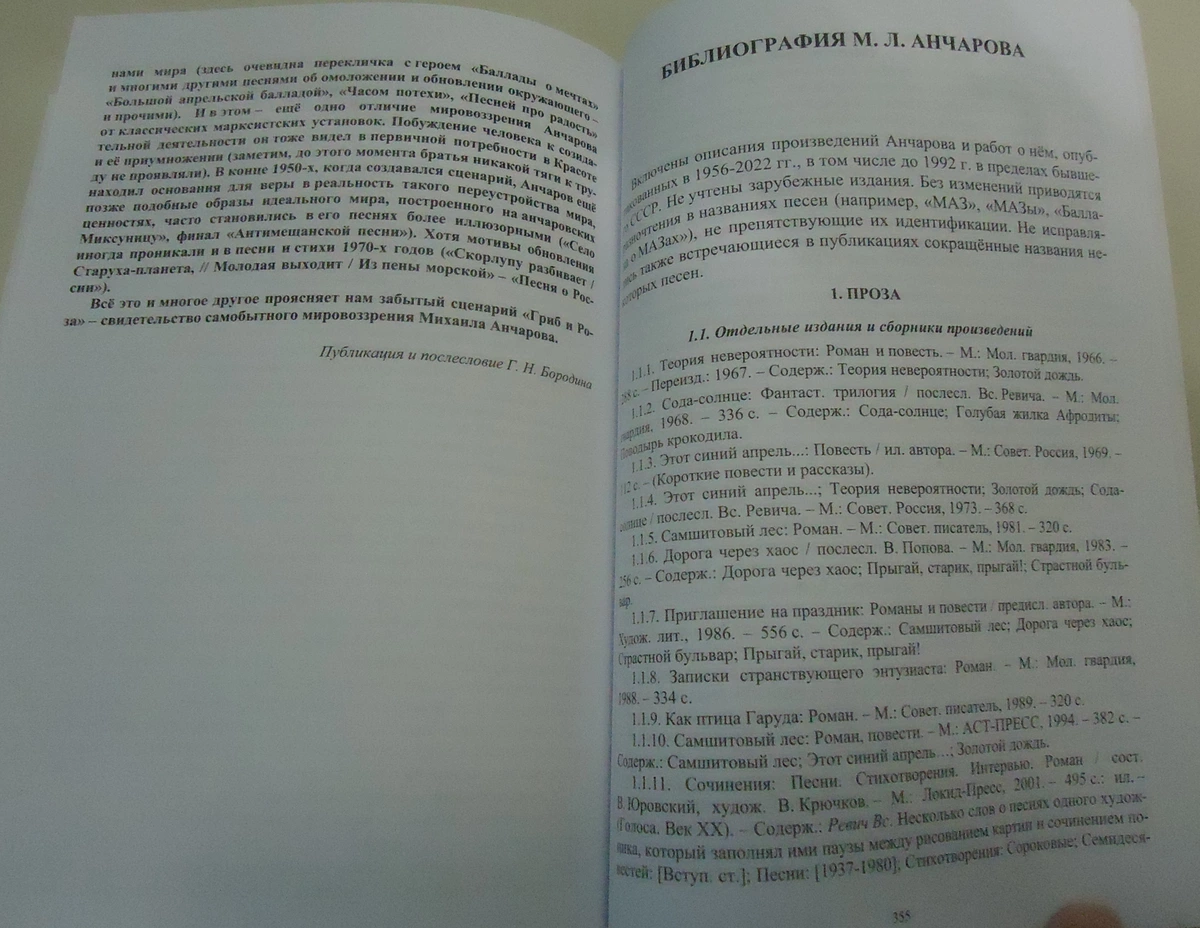 нами мира (здесь очевидна перекличка с героем «Баллады о мечтах»
и многими другими песнями об омоложении и обновлении окружающего –
«Большой апрельской балладой», «Часом потехи», «Песней про радость»
и прочими). И в этом – ещё одно отличие мировоззрения Анчарова
от классических марксистских установок. Побуждение человека к созида-
тельной деятельности он тоже видел в первичной потребности в Красоте
и её приумножении (заметим, до этого момента братья никакой тяги к тру-
ду не проявляли). В конце 1950-х, когда создавался сценарий, Анчаров ещё
находил основания для веры в реальность такого переустройства мира,
позже подобные образы идеального мира, построенного на анчаровских
ценностях, часто становились в его песнях более иллюзорными («Село
Миксуницу», финал «Антимещанской песни»). Хотя мотивы обновления
иногда проникали и в песни и стихи 1970-х годов («Скорлупу разбивает /
Старуха-планета, // Молодая выходит / Из пены морской» – «Песня о Рос-
сии»).
Всё это и многое другое проясняет нам забытый сценарий «Гриб и Ро-
за» – свидетельство самобытного мировоззрения Михаила Анчарова.
Публикация и послесловие Г. Н. Бородина
БИБЛИОГРАФИЯ М. Л. АНЧАРОВА
Включены описания произведений Анчарова и работ о нём, опуб-
ликованных в 1956-2022 гг., в том числе до 1992 г. в пределах бывше-
го СССР. Не учтены зарубежные издания. Без изменений приводятся
разночтения в названиях песен (например, «МАЗ», «МАЗы», «Балла-
да о МАЗах»), не препятствующие их идентификации. Не исправля-
лись также встречающиеся в публикациях сокращённые названия не-
которых песен.
1. ПРОЗА
1.1. Отдельные издания и сборники произведений
1.1.1. Теория невероятности: Роман и повесть. – М.: Мол. гвардия, 1966. –
288 с. – Переизд.: 1967. – Содерж.: Теория невероятности; Золотой дождь.
1.1.2. Сода-солнце: Фантаст. трилогия / послесл. Вс. Ревича. – М.: Мол.
гвардия, 1968. – 336 с. – Содерж.: Сода-солнце; Голубая жилка Афродиты;
Поводырь крокодила.
1.1.3. Этот синий апрель...: Повесть / ил. автора. – М.: Совет. Россия, 1969. –
112 с. – (Короткие повести и рассказы).
1.1.4. Этот синий апрель...; Теория невероятности; Золотой дождь; Сода-
солнце / послесл. Вс. Ревича. – М.: Совет. Россия, 1973. – 368 с.
1.1.5. Самшитовый лес: Роман. – М.: Совет. писатель, 1981. – 320 с.
1.1.6. Дорога через хаос / послесл. В. Попова. – М.: Мол. гвардия, 1983. –
256 с. – Содерж.: Дорога через хаос; Прыгай, старик, прыгай!; Страстной буль-
вар.
1.1.7. Приглашение на праздник: Романы и повести / предисл. автора. – М.:
Худож. лит., 1986. – 556 с. – Содерж.: Самшитовый лес; Дорога через хаос;
Страстной бульвар; Прыгай, старик, прыгай!
1.1.8. Записки странствующего энтузиаста: Роман. – М.: Мол. гвардия,
1988. – 334 с.
1.1.9. Как птица Гаруда: Роман. – М.: Совет. писатель, 1989. – 320 с.
1.1.10. Самшитовый лес: Роман, повести. – М.: АСТ-ПРЕСС, 1994. – 382 с. –
Содерж.: Самшитовый лес; Этот синий апрель...; Золотой дождь.
1.1.11. Сочинения: Песни. Стихотворения. Интервью. Роман / сост.
В. Юровский, худож. В. Крючков. – М.: Локид-Пресс, 2001. – 495 с.: ил. –
(Голоса. Век XX). – Содерж.: Ревич Вс. Несколько слов о песнях одного худож-
ника, который заполнял ими паузы между рисованием картин и сочинением по-
вестей: [Вступ. ст.]; Песни: [1937-1980]; Стихотворения: Сороковые; Семидеся-
355